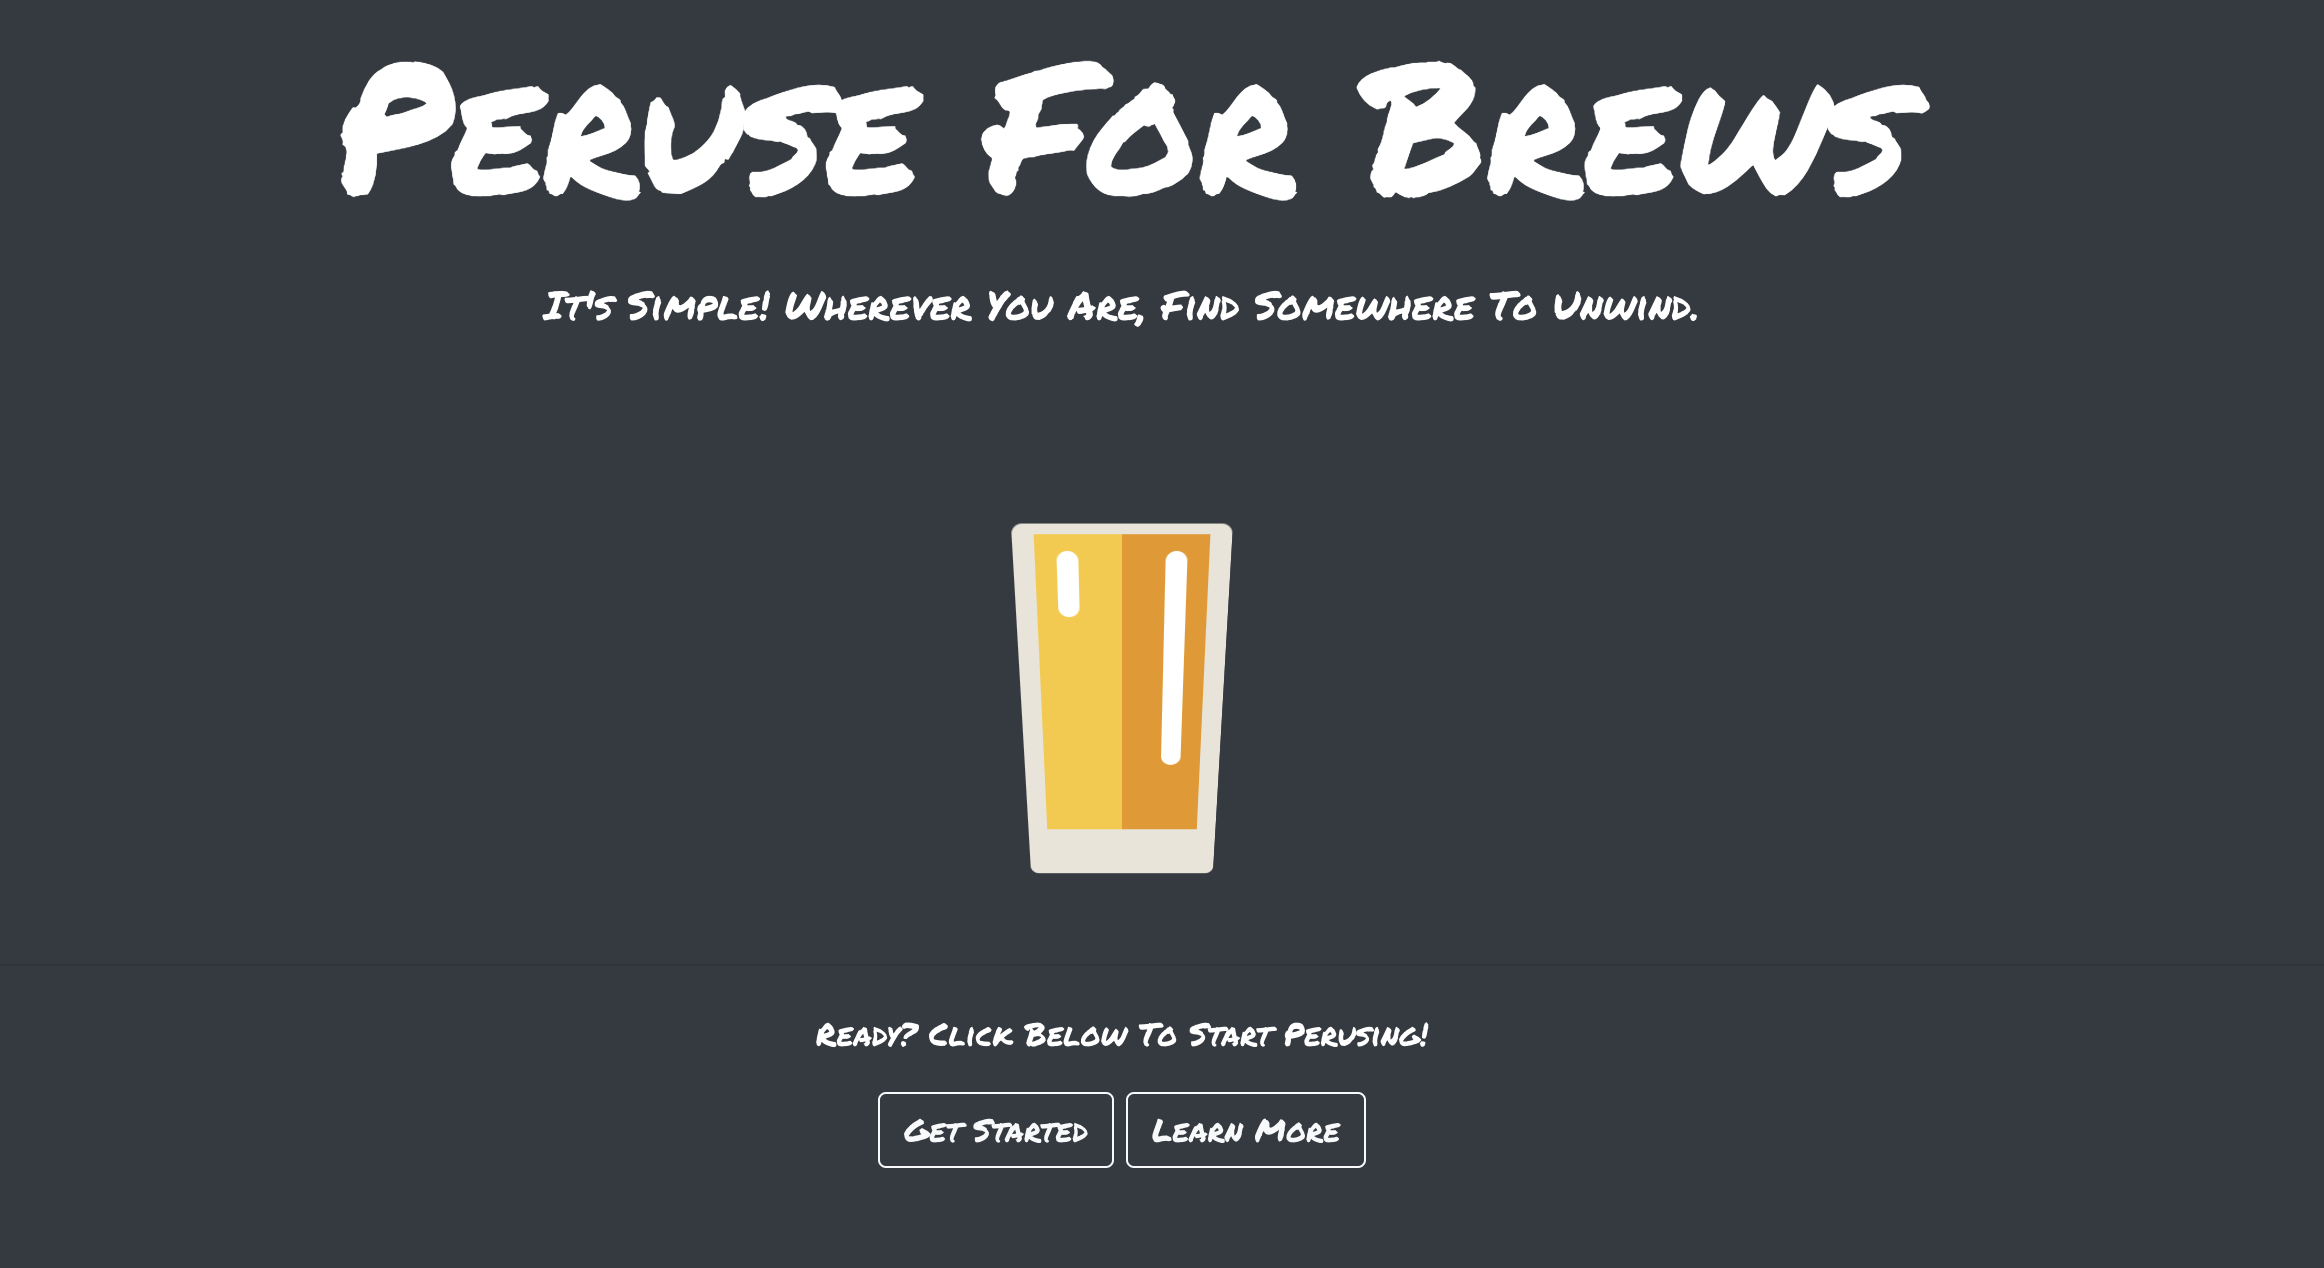 Peruse For Brews
It's Simple! Wherever You Are, Find Somewhere To Unwind.
Ready? Click Below To Start Perusing!
Get Started
Learn More